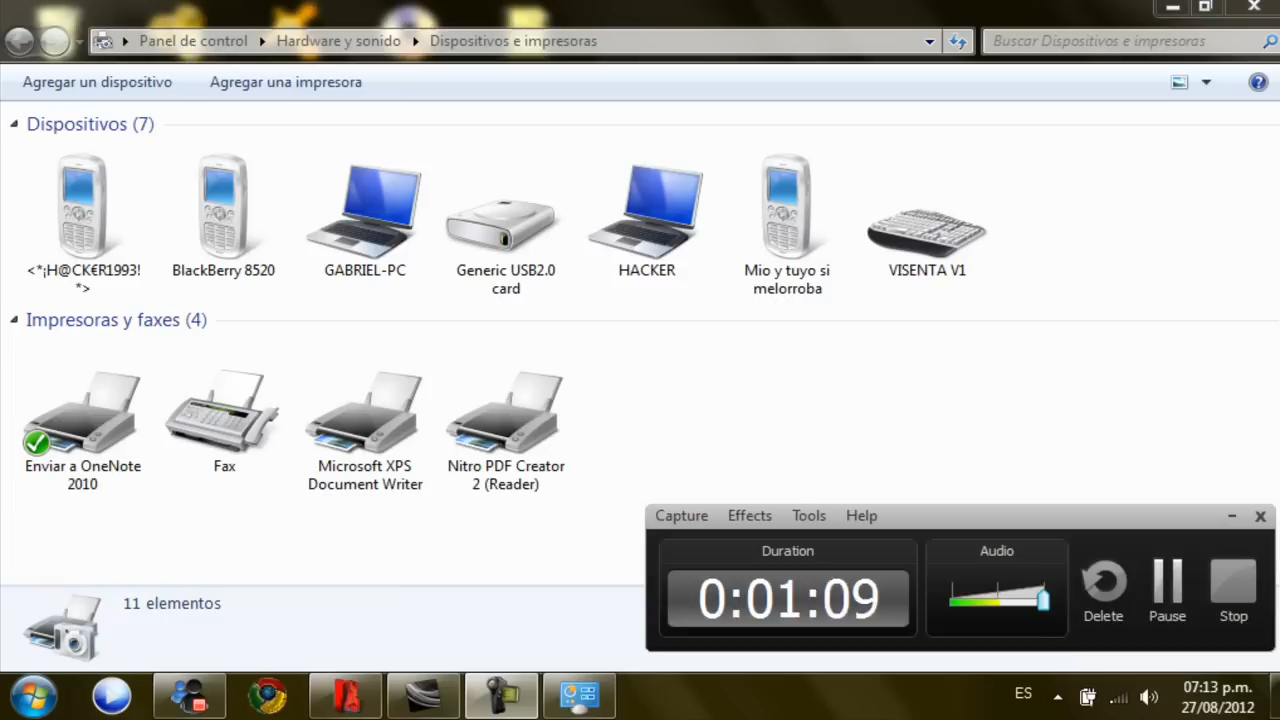 Panel de control
Hardware y sonido
Dispositivos e impresoras
Buscar Dispositivos e impresoras
Agregar un dispositivo
Agregar una impresora
Dispositivos (7)
<*¡H@CK€R1993!
*>
BlackBerry 8520
GABRIEL-PC
Generic USB2.0
card
HACKER
Mio y tuyo si
melorroba
VISENTA V1
Impresoras y faxes (4)
Enviar a OneNote
2010
Fax
Microsoft XPS
Document Writer
Nitro PDF Creator
2 (Reader)
11 elementos
Capture
Effects
Tools
Help
Duration
0:01:09
Audio
Delete
Pause
Stop
ES
07:13 p.m.
27/08/2012